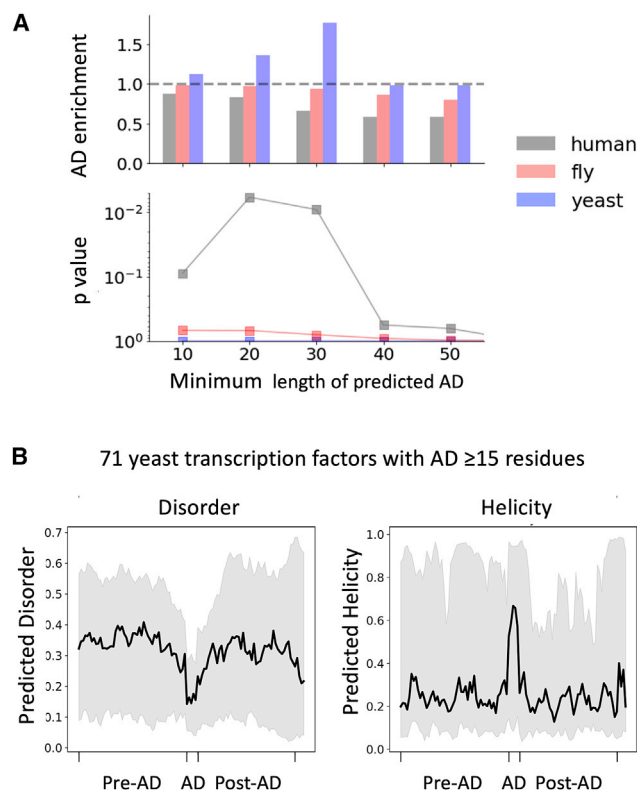 A
AD enrichment
1.5
1.0
0.5
0.0
human
fly
yeast
p value
10⁻²
10⁻¹
10⁰
10 20 30 40 50
Minimum length of predicted AD
B
71 yeast transcription factors with AD ≥15 residues
Disorder
Predicted Disorder
0.7
0.6
0.5
0.4
0.3
0.2
0.1
0.0
Pre-AD AD Post-AD
Helicity
Predicted Helicity
1.0
0.8
0.6
0.4
0.2
0.0
Pre-AD AD Post-AD